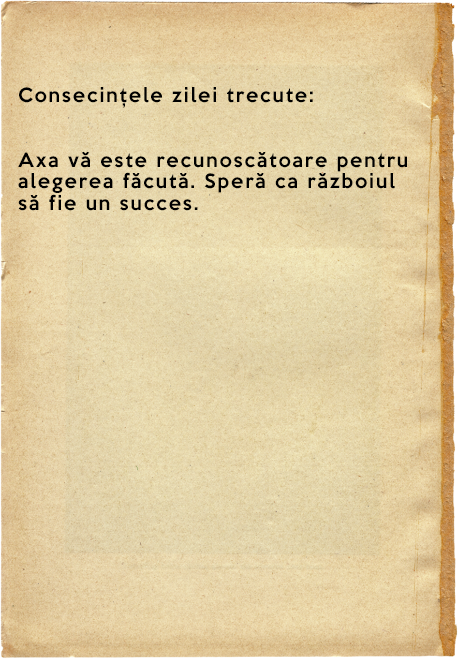 Consecințele zilei trecute:
Axa vă este recunoscătoare pentru
alegerea făcută. Speră ca războiul
să fie un succes.